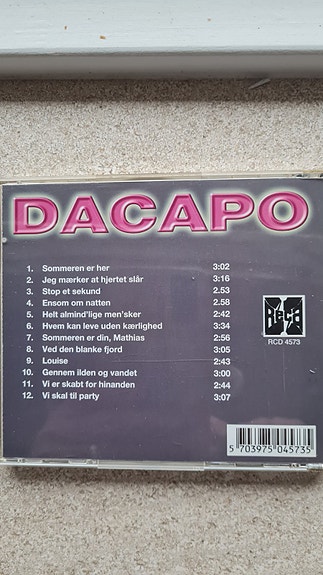 DACAPO
1. Sommeren er her 3:02
2. Jeg mærker at hjertet slår 3:16
3. Stop et sekund 2.53
4. Ensom om natten 2.58
5. Helt almind'lige men'sker 2:42
6. Hvem kan leve uden kærlighed 3:34
7. Sommeren er din, Mathias 2:56
8. Ved den blanke fjord 3:05
9. Louise 2:43
10. Gennem ilden og vandet 3:00
11. Vi er skabt for hinanden 2:44
12. Vi skal til party 3:07
Reca
RCD 4573
5 703975 045735